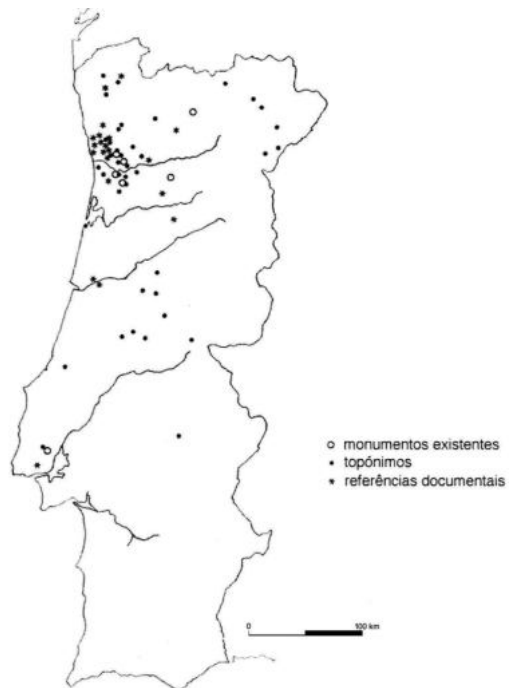 monumentos existentes
topónimos
referências documentais
0 100 km